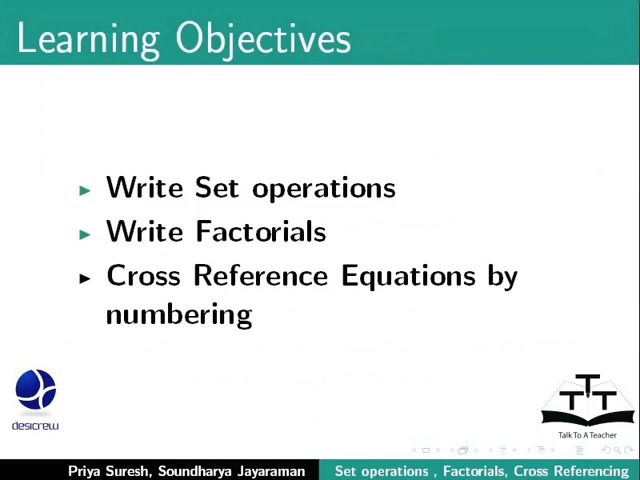 Learning Objectives
Write Set operations
Write Factorials
Cross Reference Equations by
numbering
desicrew
TTT
Talk To A Teacher
Priya Suresh, Soundharya Jayaraman
Set operations , Factorials, Cross Referencing